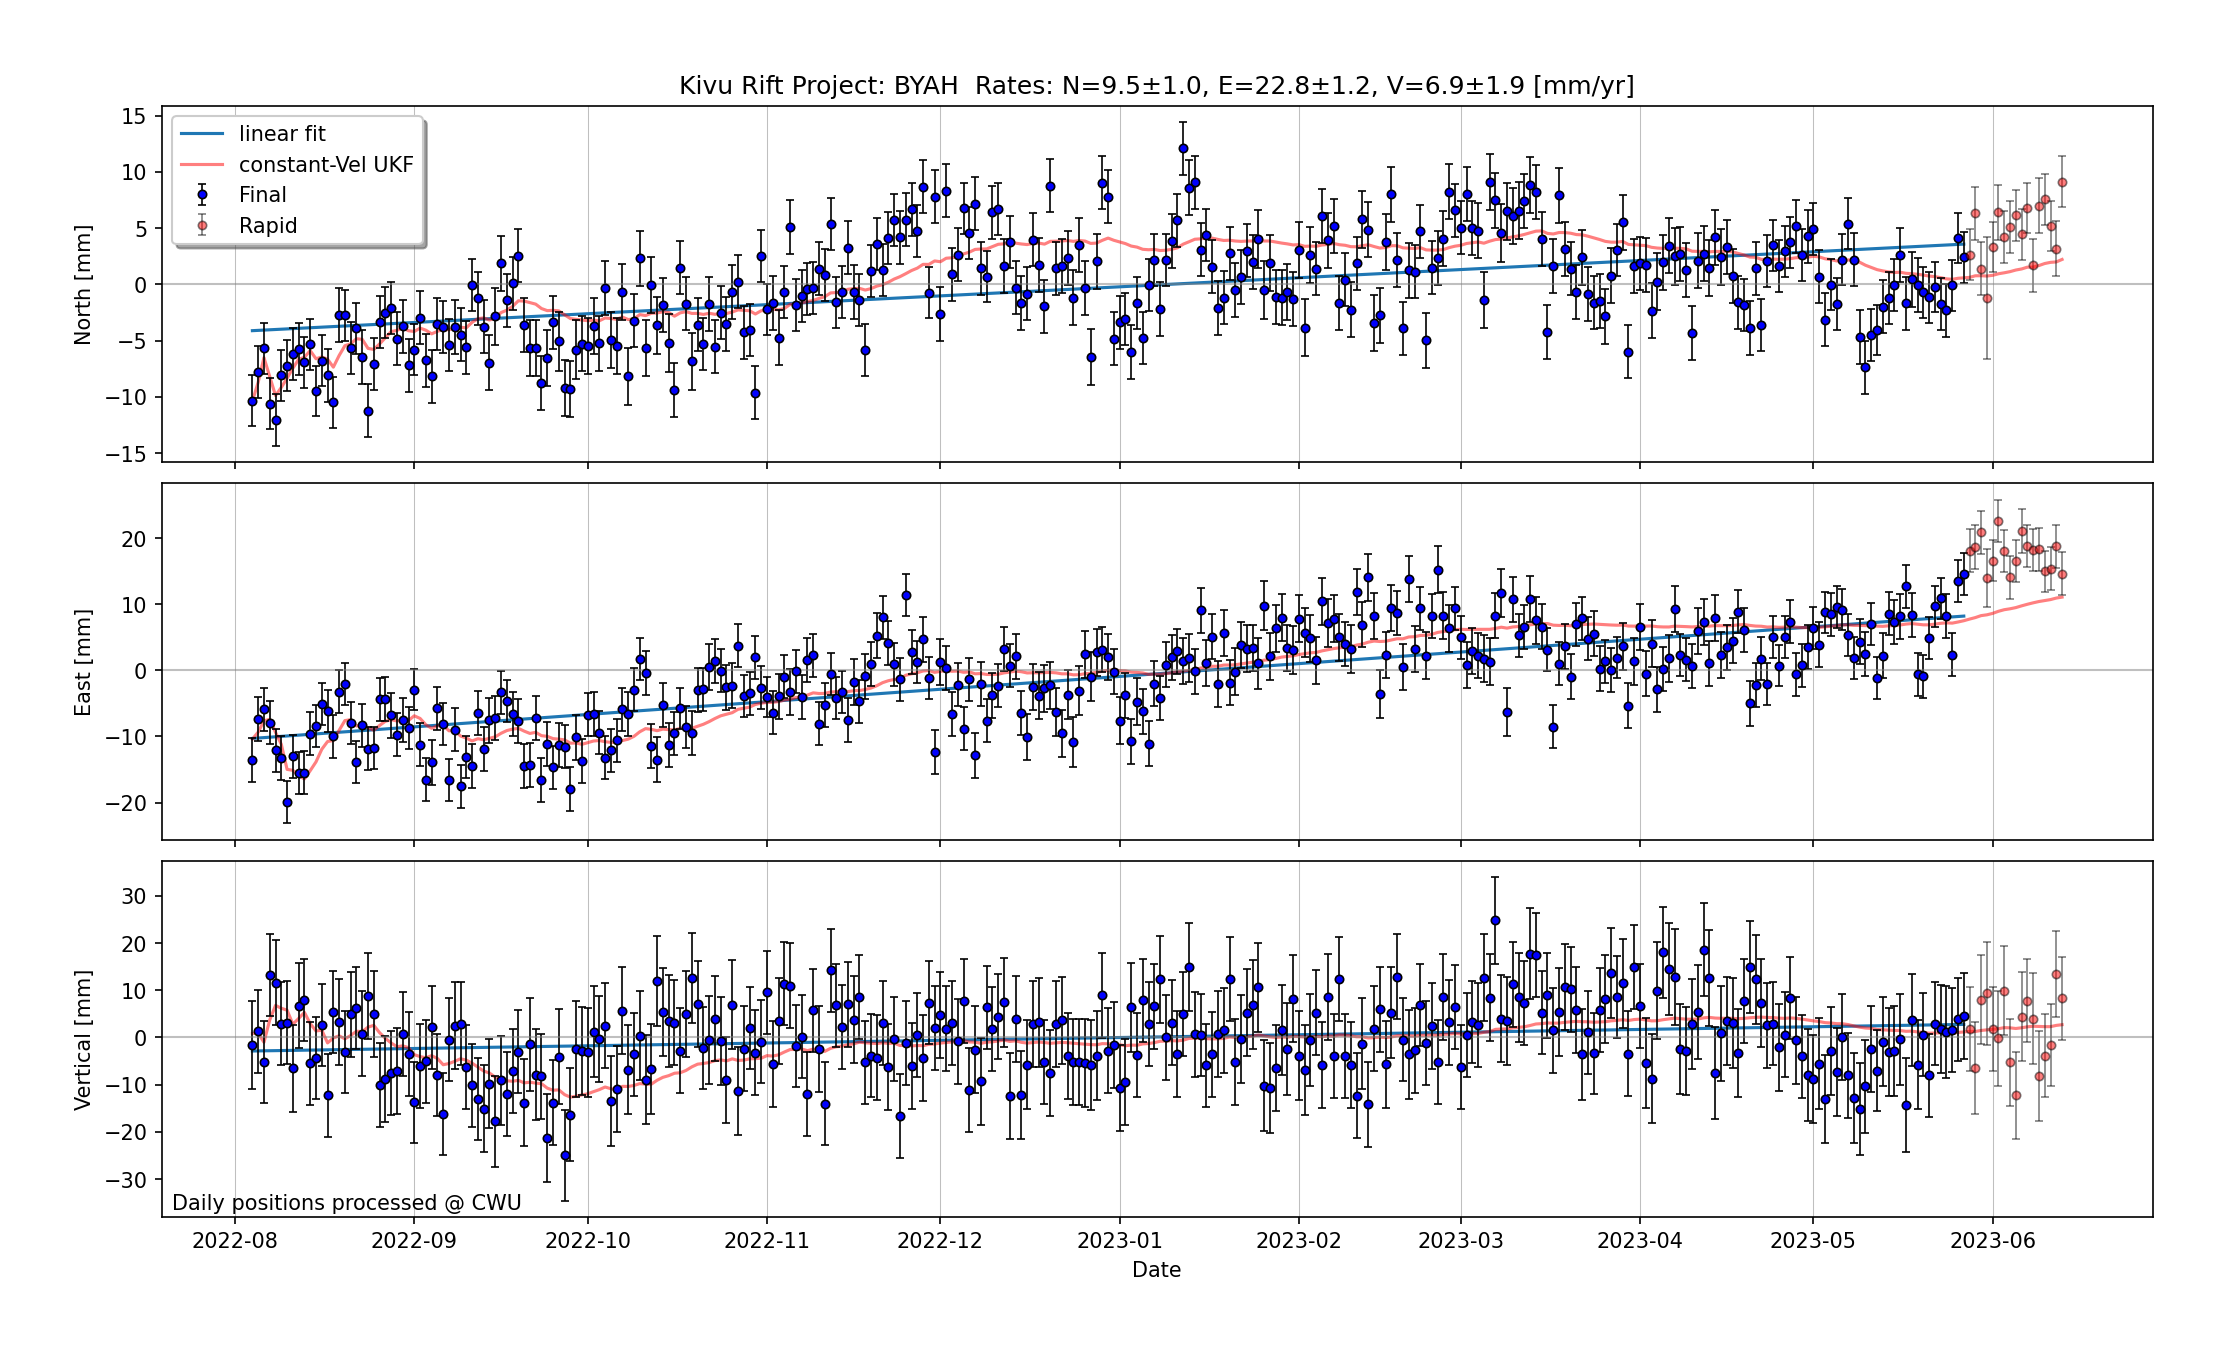 Kivu Rift Project: BYAH  Rates: N=9.5±1.0, E=22.8±1.2, V=6.9±1.9 [mm/yr]
linear fit
constant-Vel UKF
Final
Rapid
North [mm]
15
10
5
0
−5
−10
−15
East [mm]
20
10
0
−10
−20
Vertical [mm]
30
20
10
0
−10
−20
−30
Daily positions processed @ CWU
2022-08 2022-09 2022-10 2022-11 2022-12 2023-01 2023-02 2023-03 2023-04 2023-05 2023-06
Date